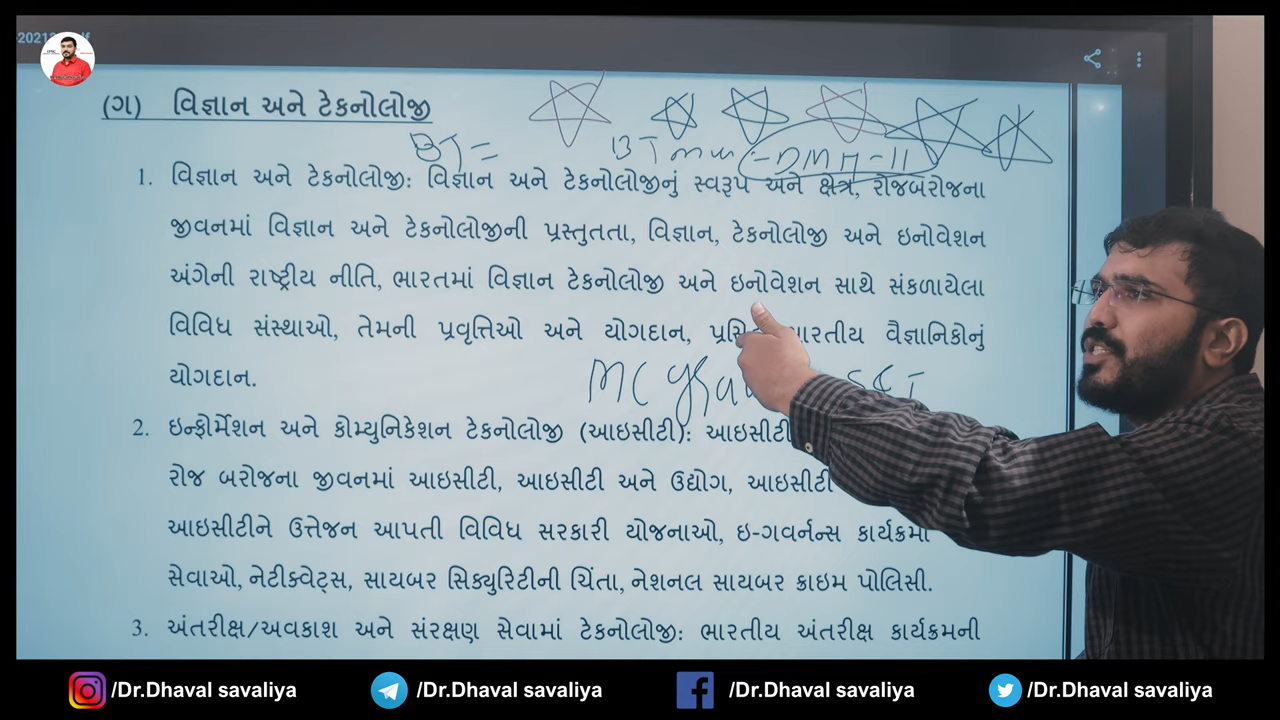 (ગ) વિજ્ઞાન અને ટેકનોલોજી
BT =
BT
-DMH-11
1. વિજ્ઞાન અને ટેકનોલોજી: વિજ્ઞાન અને ટેકનોલોજીનું સ્વરૂપ અને ક્ષેત્ર, રોજબરોજના
જીવનમાં વિજ્ઞાન અને ટેકનોલોજીની પ્રસ્તુતતા, વિજ્ઞાન, ટેકનોલોજી અને ઇનોવેશન
અંગેની રાષ્ટ્રીય નીતિ, ભારતમાં વિજ્ઞાન ટેકનોલોજી અને ઇનોવેશન સાથે સંકળાયેલા
વિવિધ સંસ્થાઓ, તેમની પ્રવૃત્તિઓ અને યોગદાન, વૈજ્ઞાનિકોનું
યોગદાન.
2. ઇન્ફોર્મેશન અને કોમ્યુનિકેશન ટેકનોલોજી (આઇસીટી): આઇસીટી
રોજ બરોજના જીવનમાં આઇસીટી, આઇસીટી અને ઉદ્યોગ, આઇસીટી
આઇસીટીને ઉત્તેજન આપતી વિવિધ સરકારી યોજનાઓ, ઇ-ગવર્નન્સ
સેવાઓ, નેટીક્વેટ્સ, સાયબર સિક્યુરિટીની ચિંતા, નેશનલ સાયબર ક્રાઇમ પોલિસી.
3. અંતરીક્ષ/અવકાશ અને સંરક્ષણ સેવામાં ટેકનોલોજી: ભારતીય અંતરીક્ષ કાર્યક્રમની
/Dr.Dhaval savaliya /Dr.Dhaval savaliya /Dr.Dhaval savaliya /Dr.Dhaval savaliya